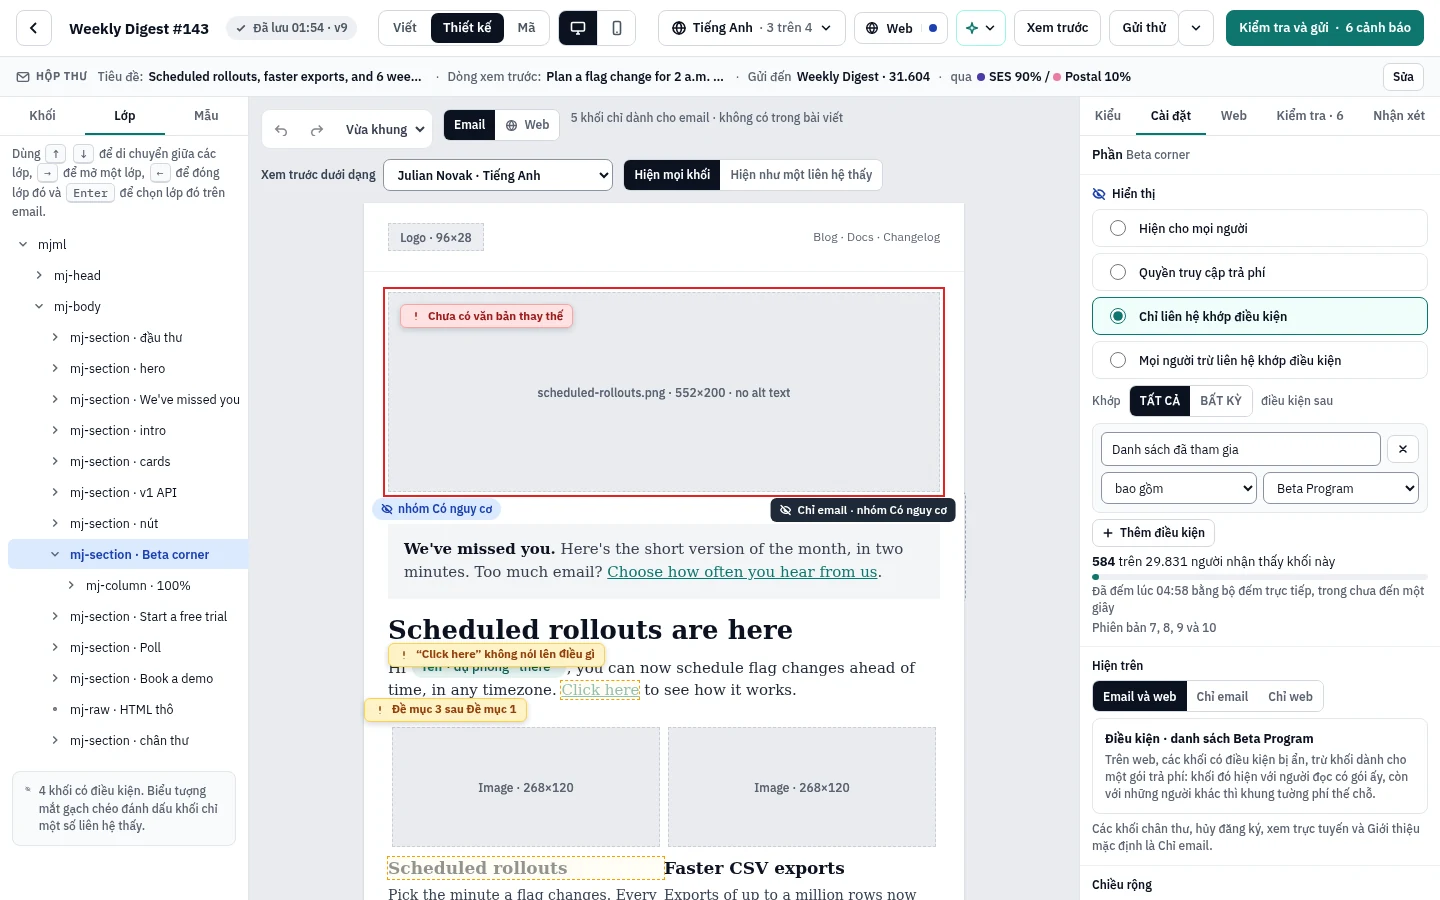 Weekly Digest #143
Đã lưu 01:54 · v9
Viết
Thiết kế
Mã
Tiếng Anh · 3 trên 4
Web
Xem trước
Gửi thử
Kiểm tra và gửi · 6 cảnh báo
HỘP THƯ
Tiêu đề: Scheduled rollouts, faster exports, and 6 wee… · Dòng xem trước: Plan a flag change for 2 a.m. … · Gửi đến Weekly Digest · 31.604 · qua SES 90% / Postal 10%
Sửa
Khối
Lớp
Mẫu
Dùng ↑ ↓ để di chuyển giữa các
lớp, → để mở một lớp, ← để đóng
lớp đó và Enter để chọn lớp đó trên
email.
mjml
mj-head
mj-body
mj-section · đầu thư
mj-section · hero
mj-section · We've missed you
mj-section · intro
mj-section · cards
mj-section · v1 API
mj-section · nút
mj-section · Beta corner
mj-column · 100%
mj-section · Start a free trial
mj-section · Poll
mj-section · Book a demo
mj-raw · HTML thô
mj-section · chân thư
4 khối có điều kiện. Biểu tượng
mắt gạch chéo đánh dấu khối chỉ
một số liên hệ thấy.
Vừa khung
Email
Web
5 khối chỉ dành cho email · không có trong bài viết
Xem trước dưới dạng
Julian Novak · Tiếng Anh
Hiện mọi khối
Hiện như một liên hệ thấy
Logo · 96×28
Blog · Docs · Changelog
! Chưa có văn bản thay thế
scheduled-rollouts.png · 552×200 · no alt text
nhóm Có nguy cơ
Chỉ email · nhóm Có nguy cơ
We've missed you. Here's the short version of the month, in two
minutes. Too much email? Choose how often you hear from us.
Scheduled rollouts are here
! “Click here” không nói lên điều gì
Hi Tên · dự phòng "there" , you can now schedule flag changes ahead of
time, in any timezone. Click here to see how it works.
! Đề mục 3 sau Đề mục 1
Image · 268×120
Image · 268×120
Scheduled rollouts
Faster CSV exports
Pick the minute a flag changes. Every
Exports of up to a million rows now
Kiểu
Cài đặt
Web
Kiểm tra · 6
Nhận xét
Phần Beta corner
Hiển thị
Hiện cho mọi người
Quyền truy cập trả phí
Chỉ liên hệ khớp điều kiện
Mọi người trừ liên hệ khớp điều kiện
Khớp
TẤT CẢ
BẤT KỲ
điều kiện sau
Danh sách đã tham gia
bao gồm
Beta Program
Thêm điều kiện
584 trên 29.831 người nhận thấy khối này
Đã đếm lúc 04:58 bằng bộ đếm trực tiếp, trong chưa đến một
giây
Phiên bản 7, 8, 9 và 10
Hiện trên
Email và web
Chỉ email
Chỉ web
Điều kiện · danh sách Beta Program
Trên web, các khối có điều kiện bị ẩn, trừ khối dành cho
một gói trả phí: khối đó hiện với người đọc có gói ấy, còn
với những người khác thì khung tường phí thế chỗ.
Các khối chân thư, hủy đăng ký, xem trực tuyến và Giới thiệu
mặc định là Chỉ email.
Chiều rộng